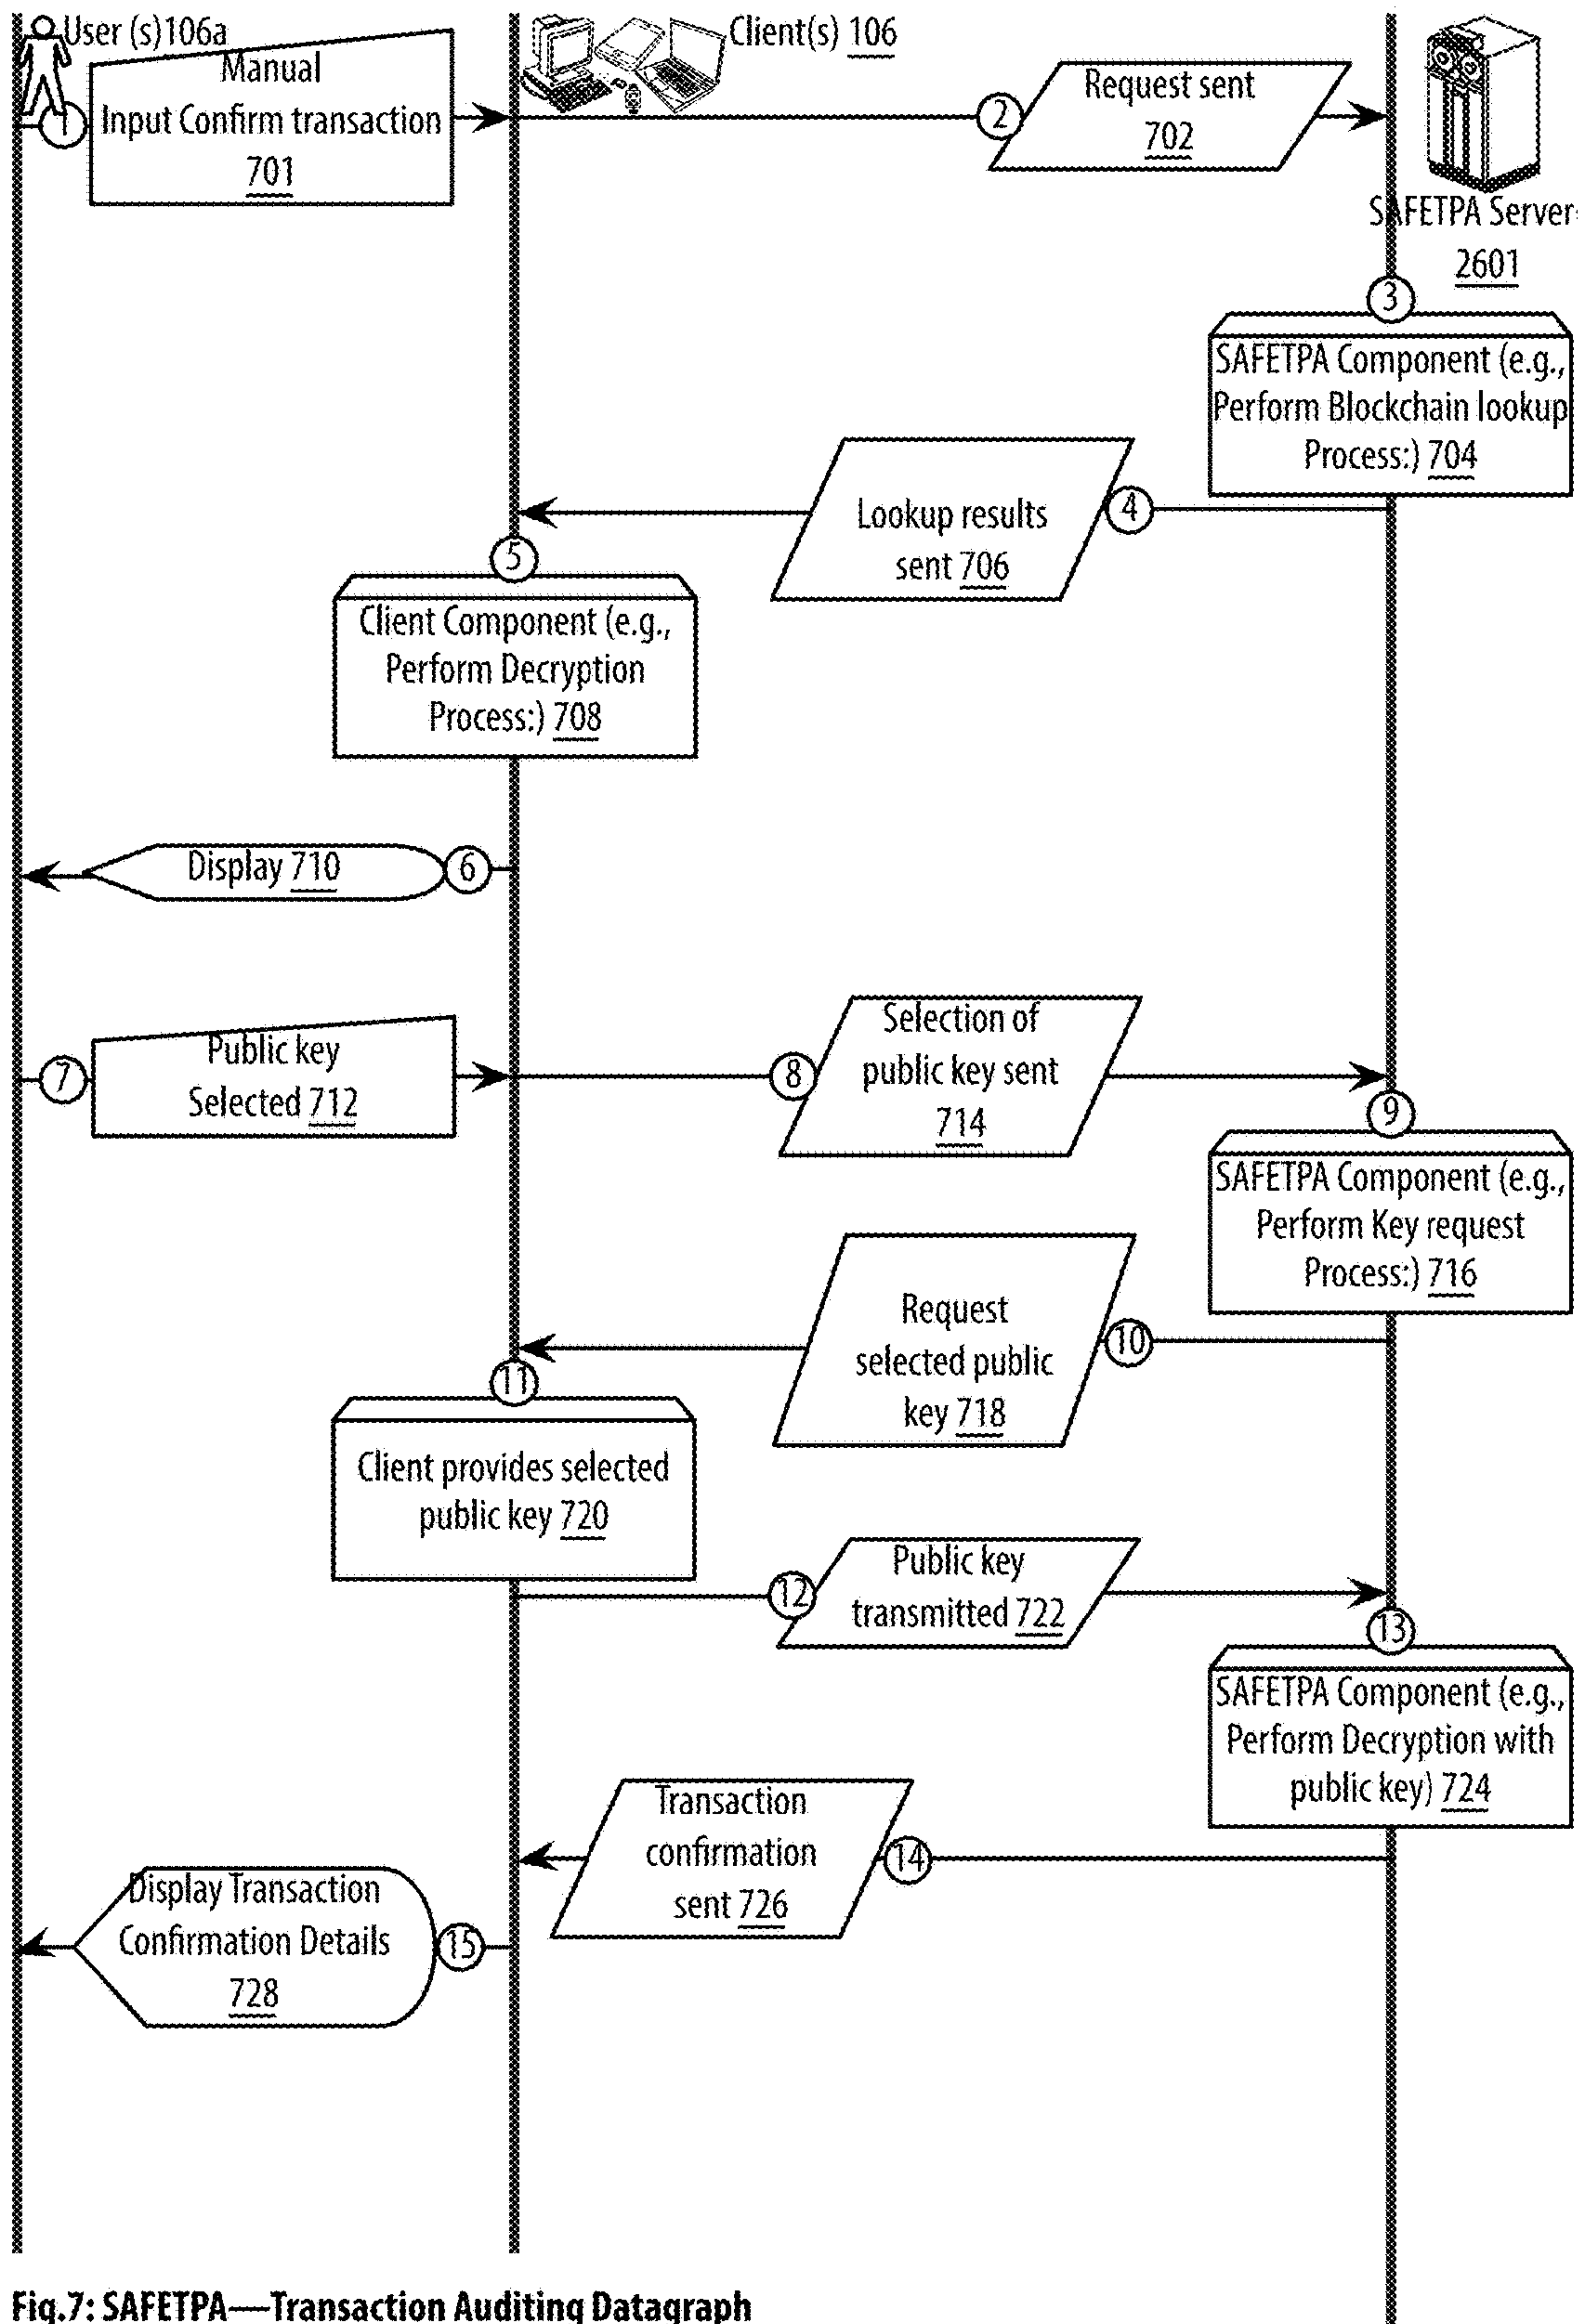 User (s)106a
Client(s) 106
Manual
Input Confirm transaction
701
1
2
Request sent
702
SAFETPA Server
2601
3
SAFETPA Component (e.g.,
Perform Blockchain lookup
Process:) 704
4
Lookup results
sent 706
5
Client Component (e.g.,
Perform Decryption
Process:) 708
Display 710
6
7
Public key
Selected 712
8
Selection of
public key sent
714
9
SAFETPA Component (e.g.,
Perform Key request
Process:) 716
10
Request
selected public
key 718
11
Client provides selected
public key 720
12
Public key
transmitted 722
13
SAFETPA Component (e.g.,
Perform Decryption with
public key) 724
14
Transaction
confirmation
sent 726
15
Display Transaction
Confirmation Details
728
Fig.7: SAFETPA—Transaction Auditing Datagraph